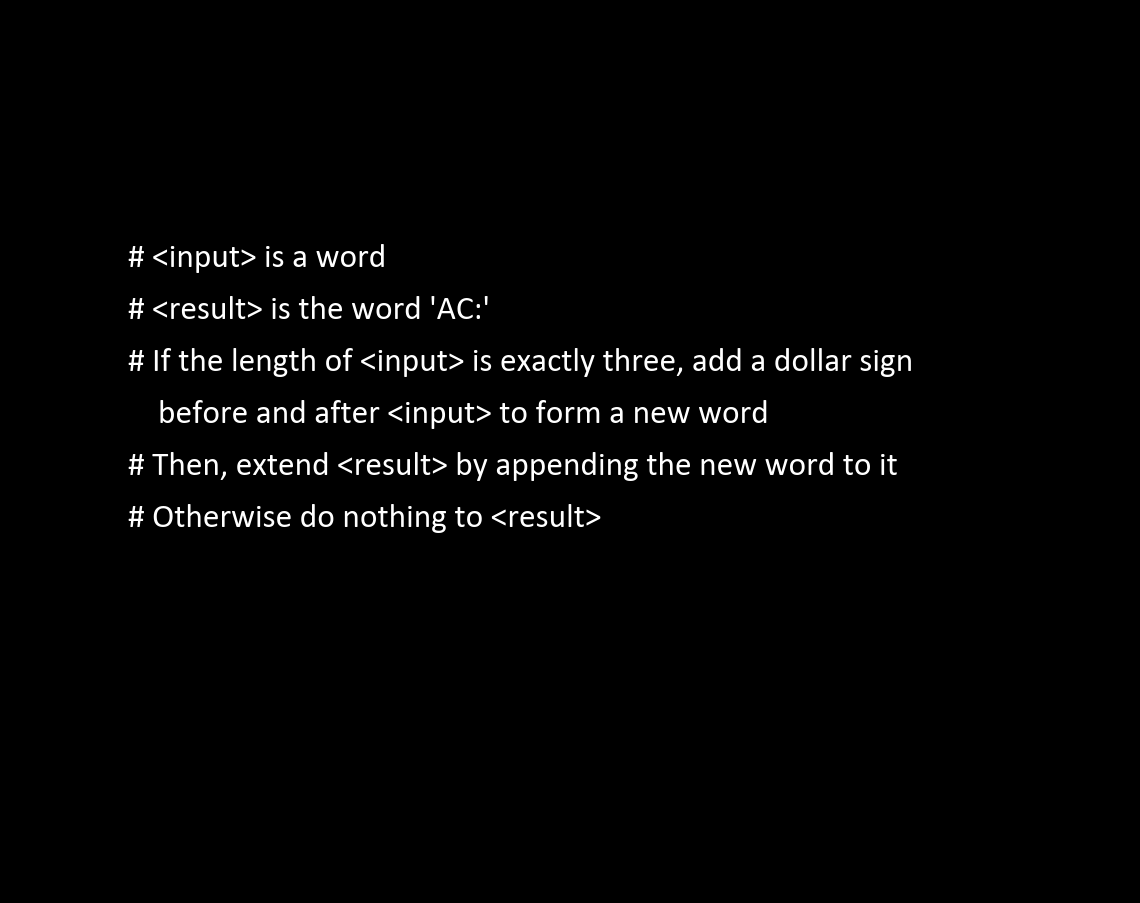 # <input> is a word
# <result> is the word 'AC:'
# If the length of <input> is exactly three, add a dollar sign
before and after <input> to form a new word
# Then, extend <result> by appending the new word to it
# Otherwise do nothing to <result>